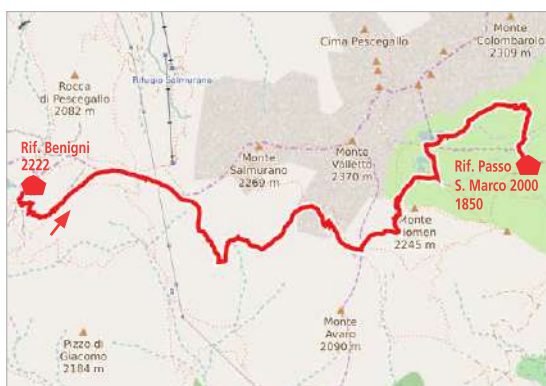 Monte
Colombarolo
2309 m
Cima Pescegallo
Rifugio Salmurano
Rocca
di Pescegallo
2082 m
Rif. Benigni
2222
Monte
Salmurano
2269 m
Monte
Valletto
2370 m
Rif. Passo
S. Marco 2000
1850
Monte
2245 m
Monte
Avaro
2090 m
Pizzo di
Giacomo
2184 m